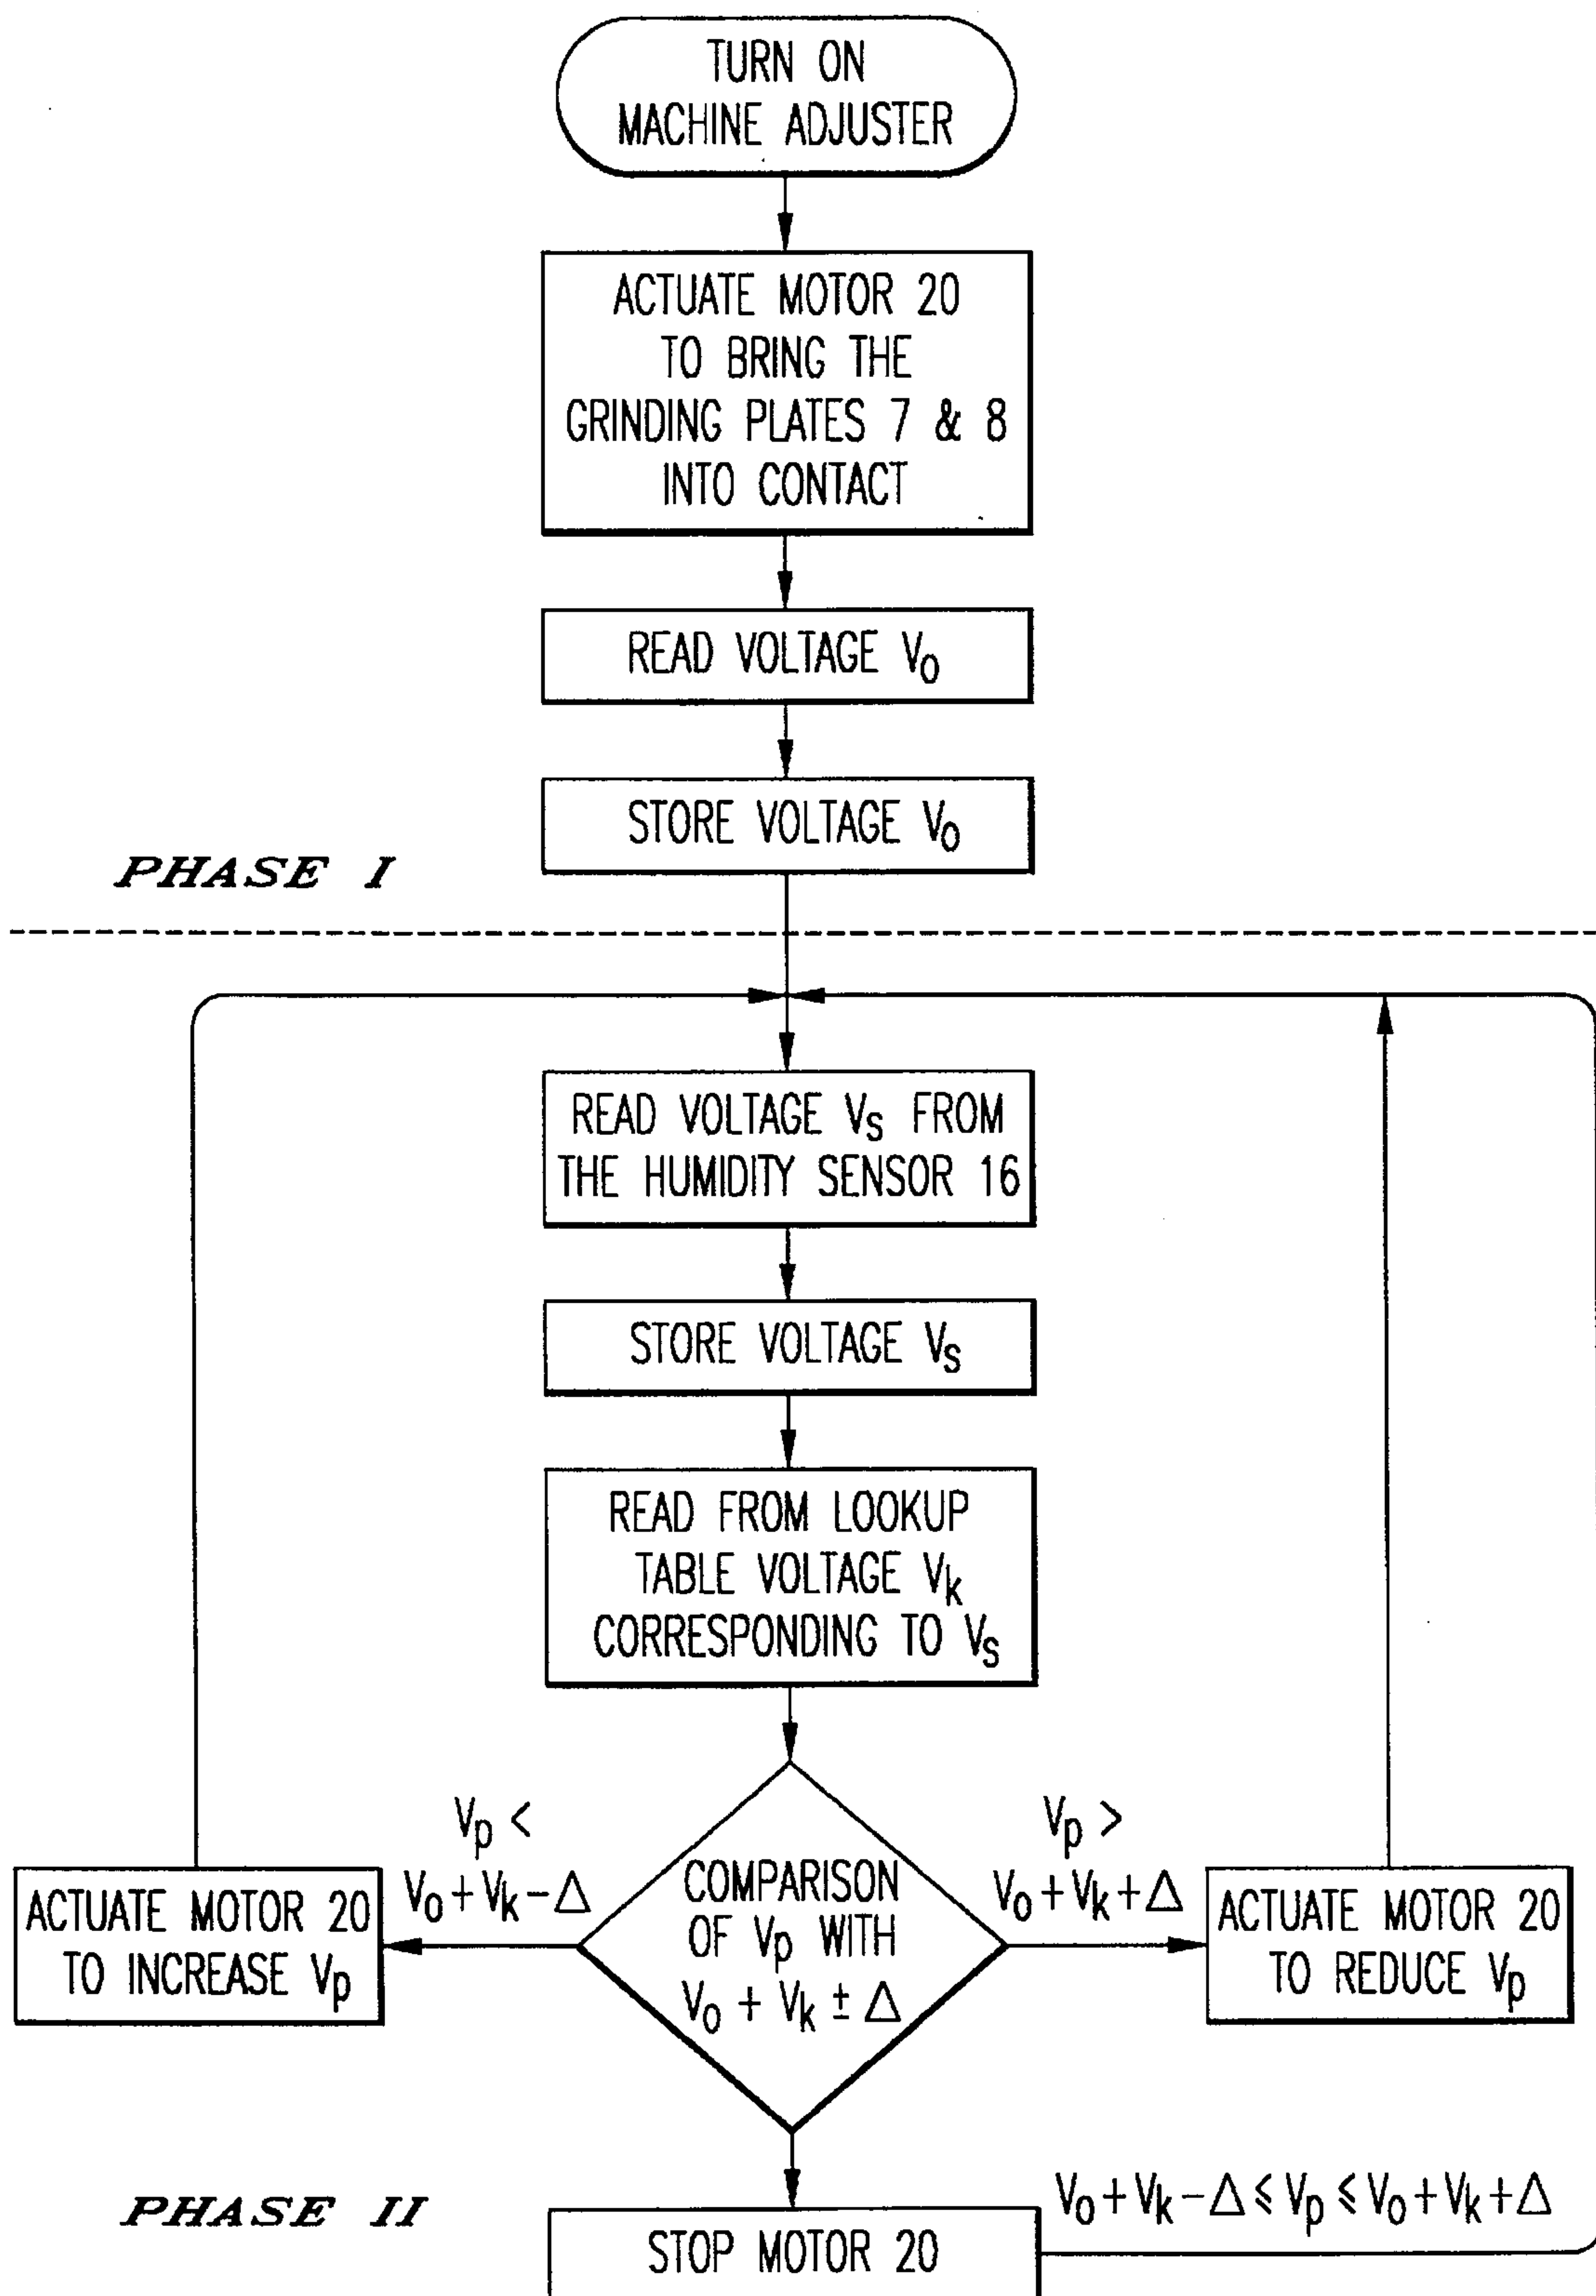 TURN ON
MACHINE ADJUSTER
ACTUATE MOTOR 20
TO BRING THE
GRINDING PLATES 7 & 8
INTO CONTACT
READ VOLTAGE V₀
STORE VOLTAGE V₀
PHASE I
READ VOLTAGE Vₛ FROM
THE HUMIDITY SENSOR 16
STORE VOLTAGE Vₛ
READ FROM LOOKUP
TABLE VOLTAGE Vₖ
CORRESPONDING TO Vₛ
Vₚ <
V₀ + Vₖ - Δ
COMPARISON
OF Vₚ WITH
V₀ + Vₖ ± Δ
Vₚ >
V₀ + Vₖ + Δ
ACTUATE MOTOR 20
TO INCREASE Vₚ
ACTUATE MOTOR 20
TO REDUCE Vₚ
V₀ + Vₖ - Δ ≤ Vₚ ≤ V₀ + Vₖ + Δ
PHASE II
STOP MOTOR 20